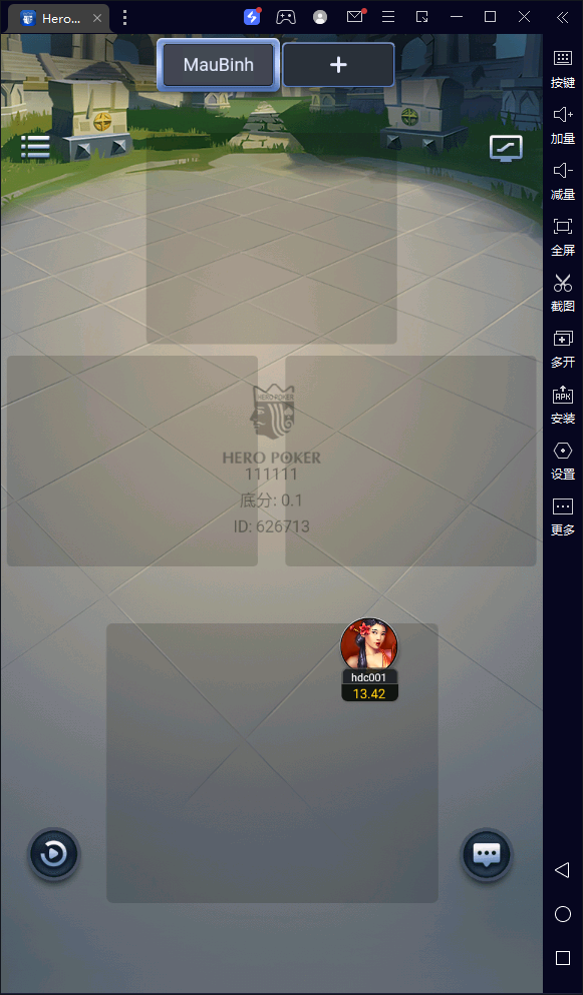 Hero...
MauBinh
+
按键
加量
减量
全屏
截图
多开
APK
安装
设置
更多
HERO POKER
HERO POKER
111111
底分: 0.1
ID: 626713
hdc001
13.42